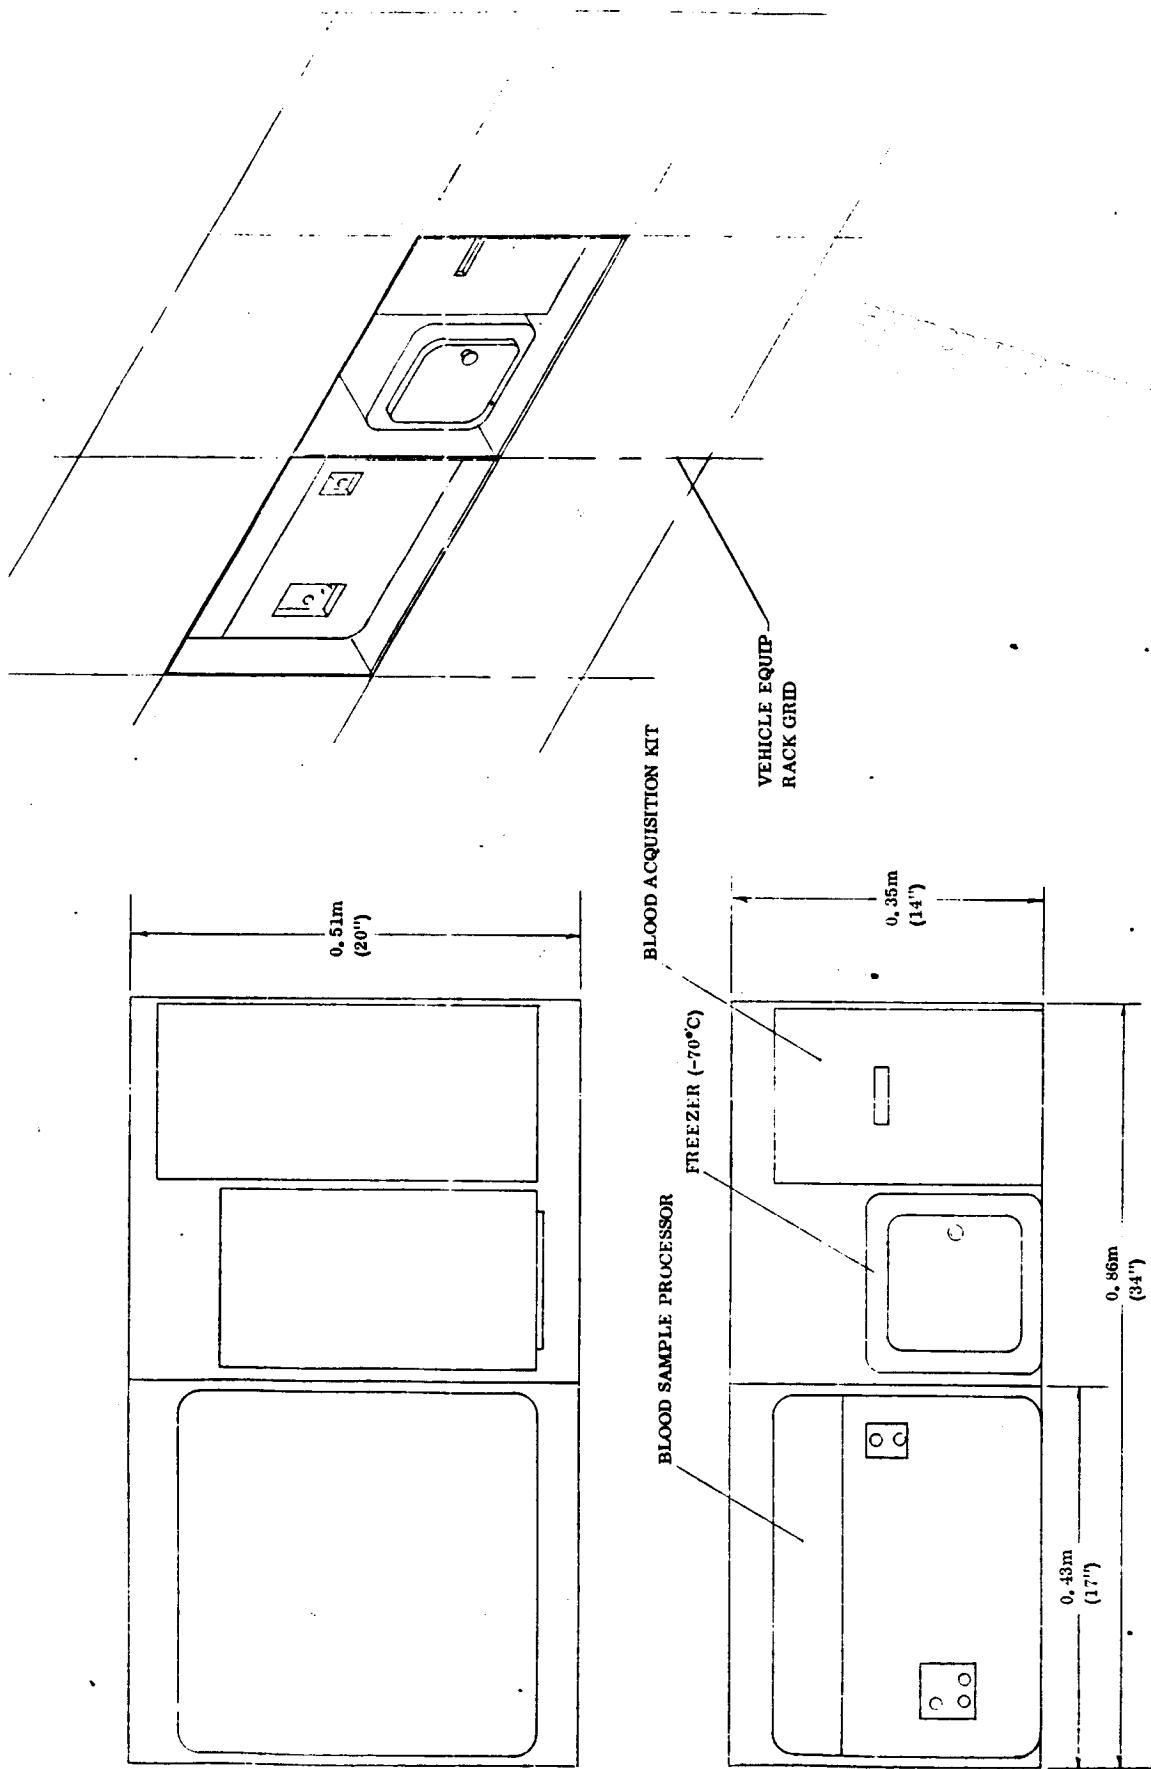 VEHICLE EQUIP
RACK GRID
0.51m
(20")
BLOOD ACQUISITION KIT
FREEZER (-70°C)
BLOOD SAMPLE PROCESSOR
0.35m
(14")
0.43m
(17")
0.86m
(34")